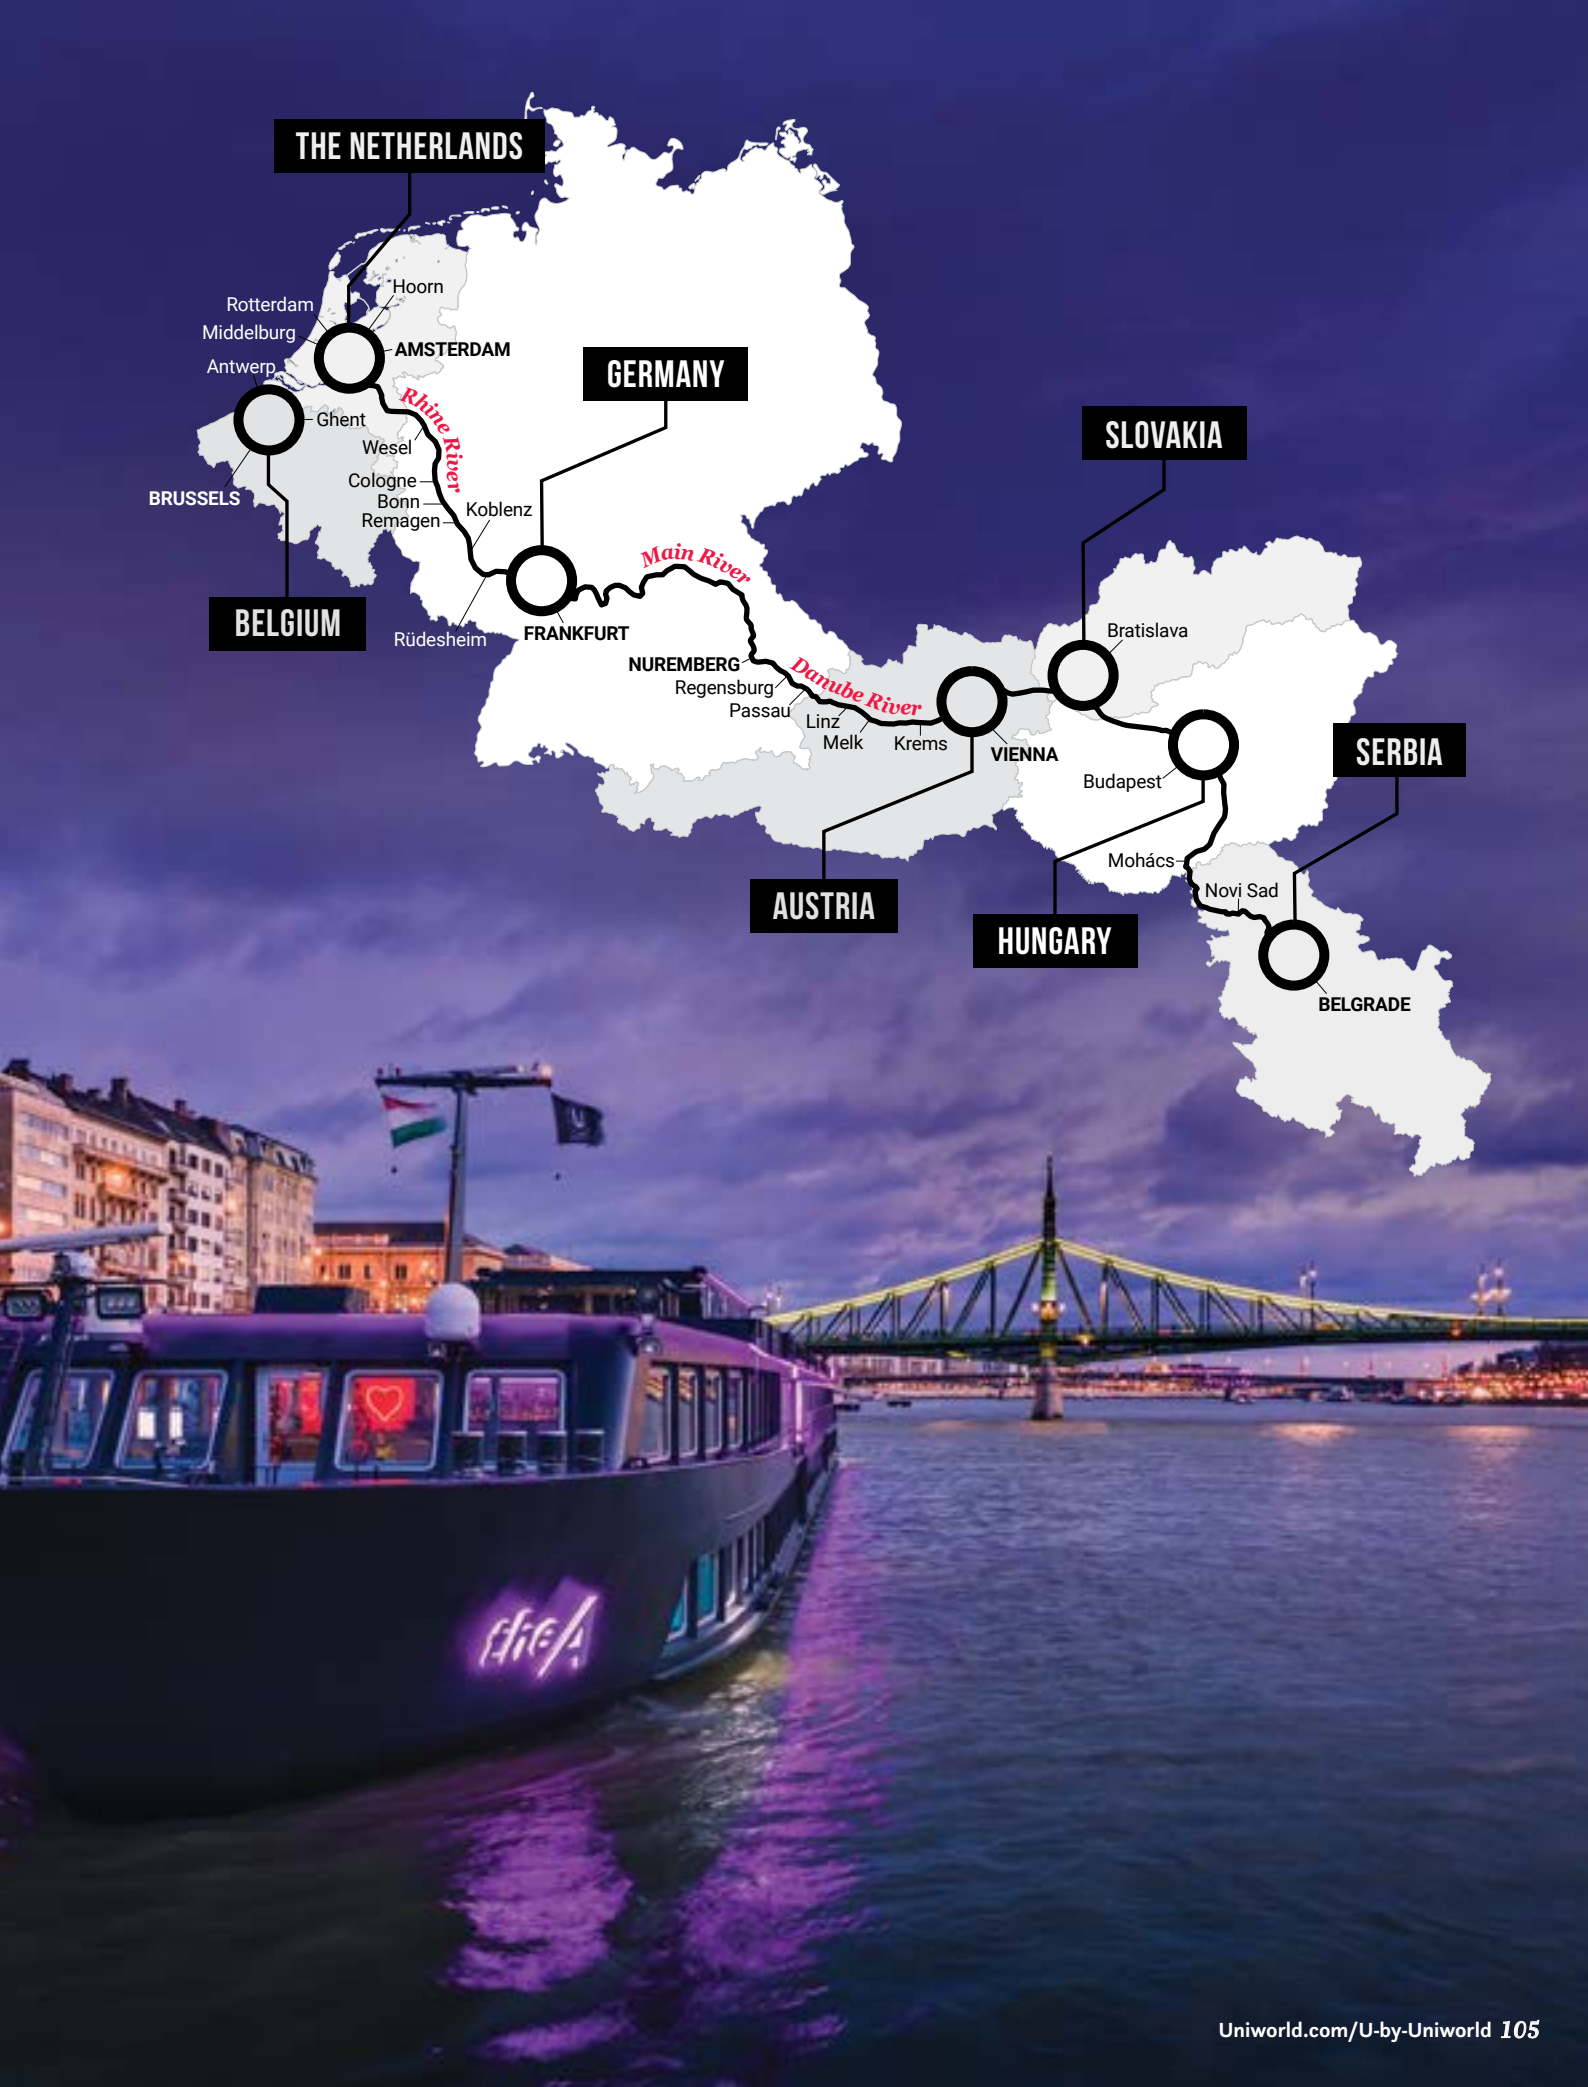 THE NETHERLANDS
Hoorn
Rotterdam
Middelburg
AMSTERDAM
Antwerp
GERMANY
Rhine River
Ghent
Wesel
SLOVAKIA
Cologne
BRUSSELS
Bonn
Koblenz
Remagen
Main River
BELGIUM
Rüdesheim
FRANKFURT
Bratislava
NUREMBERG
Regensburg
Danube River
Passau
Linz
Melk
Krems
VIENNA
SERBIA
Budapest
Mohács
Novi Sad
AUSTRIA
HUNGARY
BELGRADE
U
Uniworld.com/U-by-Uniworld 105